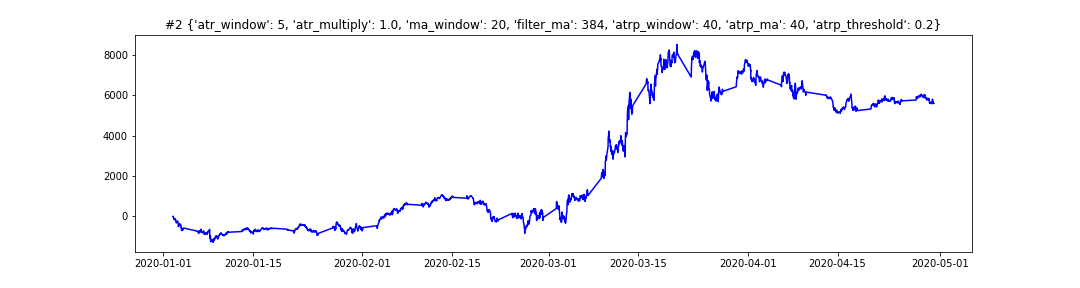 #2 {'atr_window': 5, 'atr_multiply': 1.0, 'ma_window': 20, 'filter_ma': 384, 'atrp_window': 40, 'atrp_ma': 40, 'atrp_threshold': 0.2}
8000
6000
4000
2000
0
2020-01-01 2020-01-15 2020-02-01 2020-02-15 2020-03-01 2020-03-15 2020-04-01 2020-04-15 2020-05-01